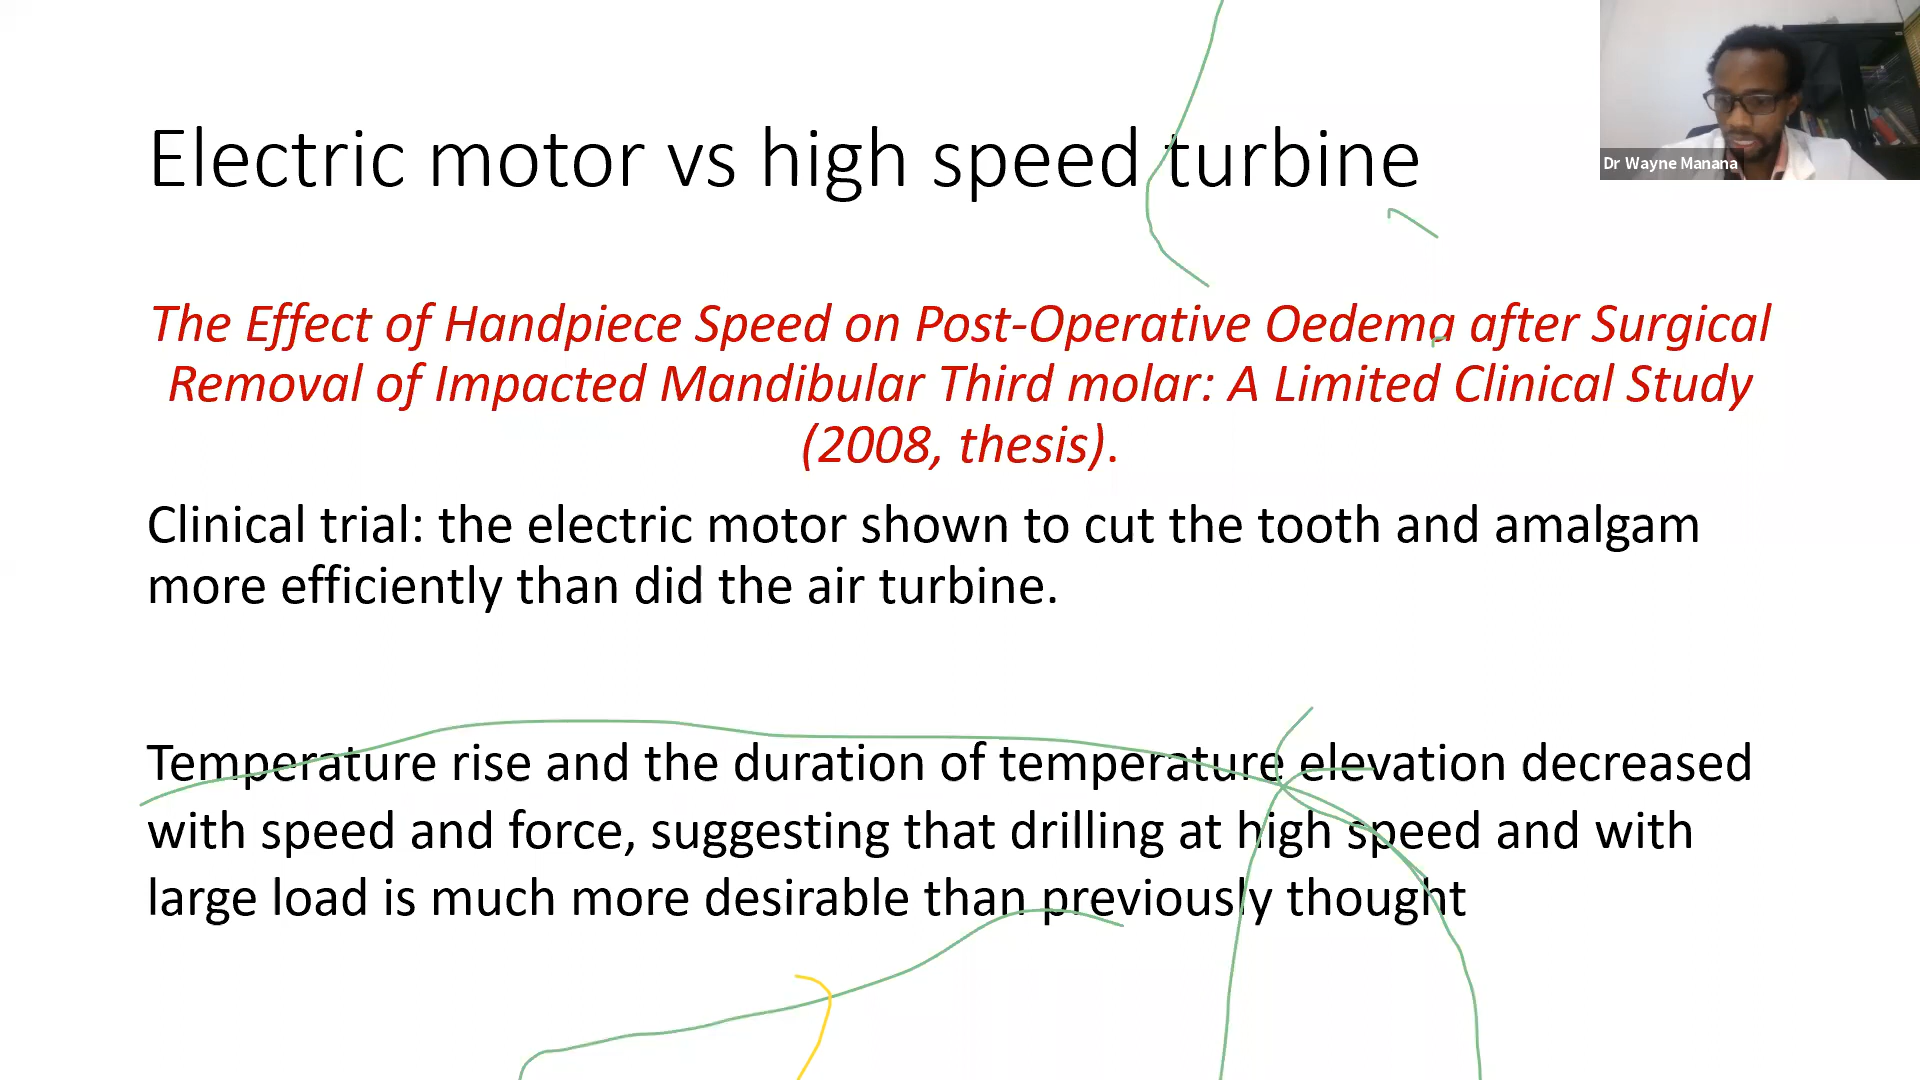 Electric motor vs high speed turbine
Dr Wayne Manana
The Effect of Handpiece Speed on Post-Operative Oedema after Surgical
Removal of Impacted Mandibular Third molar: A Limited Clinical Study
(2008, thesis).
Clinical trial: the electric motor shown to cut the tooth and amalgam
more efficiently than did the air turbine.
Temperature rise and the duration of temperature elevation decreased
with speed and force, suggesting that drilling at high speed and with
large load is much more desirable than previously thought